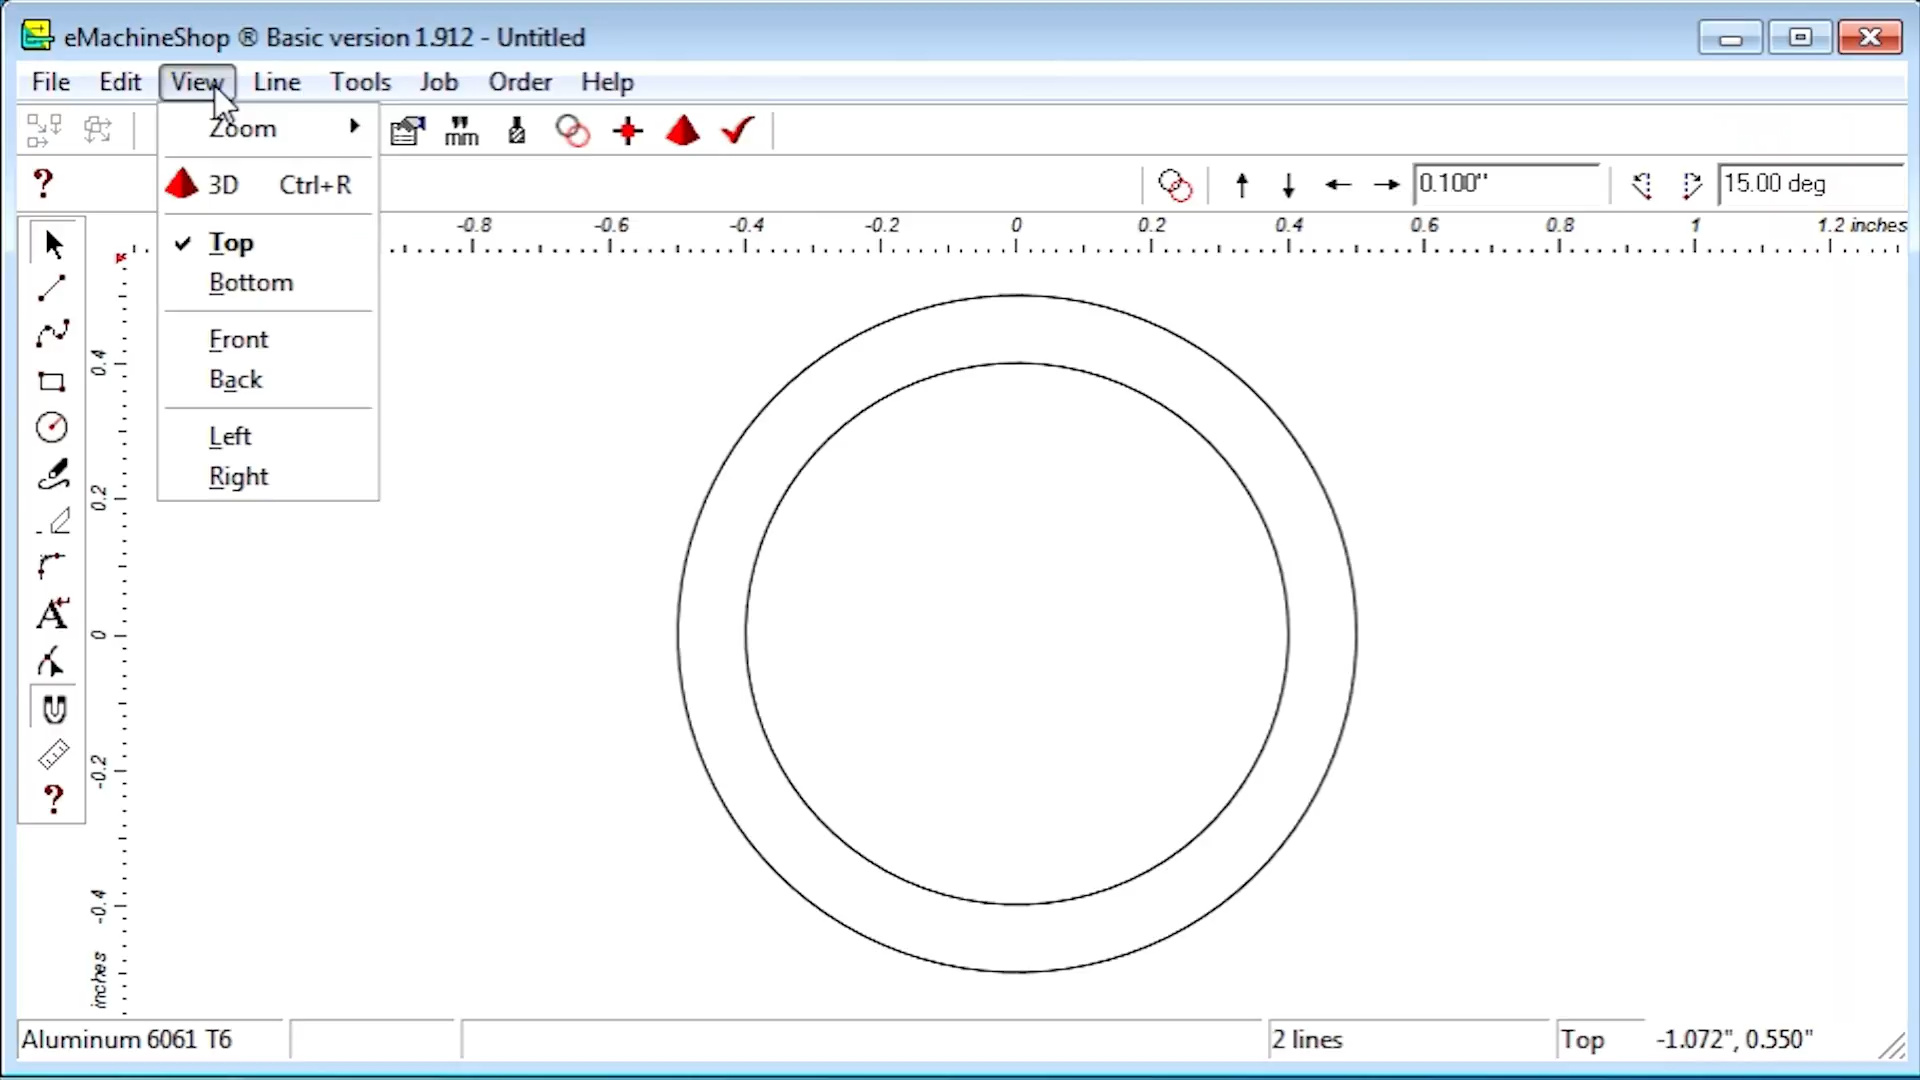 eMachineShop ® Basic version 1.912 - Untitled
File Edit View Line Tools Job Order Help
Zoom
mm
3D Ctrl+R
0.100"
15.00 deg
-0.8 -0.6 -0.4 -0.2 0 0.2 0.4 0.6 0.8 1 1.2 inches
Top
Bottom
Front
Back
Left
Right
0.4
0.2
0
-0.2
-0.4
inches
Aluminum 6061 T6
2 lines
Top
-1.072", 0.550"